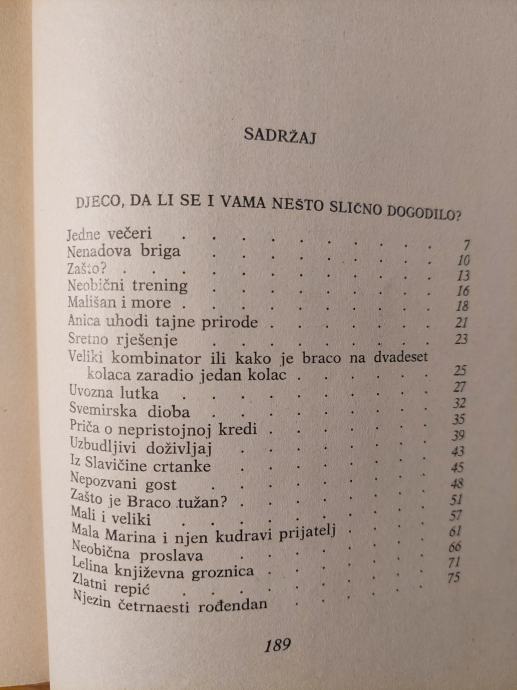 SADRŽAJ
DJECO, DA LI SE I VAMA NEŠTO SLIČNO DOGODILO?
Jedne večeri . . . . . . . . . 7
Nenadova briga . . . . . . . . 10
Zašto? . . . . . . . . . . . 13
Neobični trening . . . . . . . . 16
Mališan i more . . . . . . . . . 18
Anica uhodi tajne prirode . . . . . . 21
Sretno rješenje . . . . . . . . 23
Veliki kombinator ili kako je braco na dvadeset
kolaca zaradio jedan kolac . . . . . . 25
Uvozna lutka . . . . . . . . . 27
Svemirska dioba . . . . . . . . 32
Priča o nepristojnoj kredi . . . . . . 35
Uzbudljivi doživljaj . . . . . . . 39
Iz Slavičine crtanke . . . . . . . 43
Nepozvani gost . . . . . . . . 45
Zašto je Braco tužan? . . . . . . . 48
Mali i veliki . . . . . . . . . 51
Mala Marina i njen kudravi prijatelj . . . . 57
Neobična proslava . . . . . . . . 61
Lelina književna groznica . . . . . . 66
Zlatni repić . . . . . . . . . 71
Njezin četrnaesti rođendan . . . . . 75
189